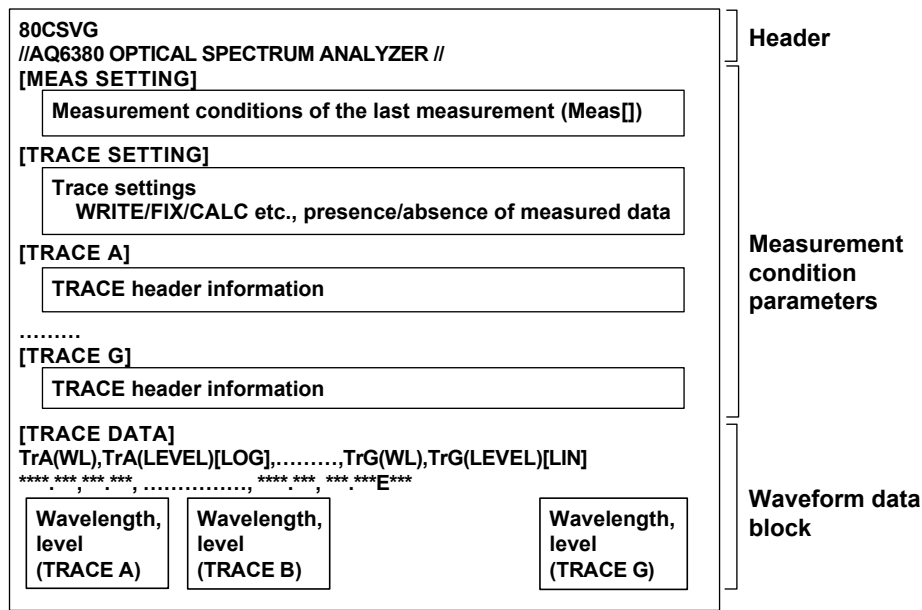 80CSVG
//AQ6380 OPTICAL SPECTRUM ANALYZER //
[MEAS SETTING]
Measurement conditions of the last measurement (Meas[])
[TRACE SETTING]
Trace settings
WRITE/FIX/CALC etc., presence/absence of measured data
[TRACE A]
TRACE header information
………
[TRACE G]
TRACE header information
[TRACE DATA]
TrA(WL),TrA(LEVEL)[LOG],………,TrG(WL),TrG(LEVEL)[LIN]
****.***,***.***, ……………, ****.***, ***.***E***
Wavelength,
level
(TRACE A)
Wavelength,
level
(TRACE B)
Wavelength,
level
(TRACE G)
Header
Measurement
condition
parameters
Waveform data
block